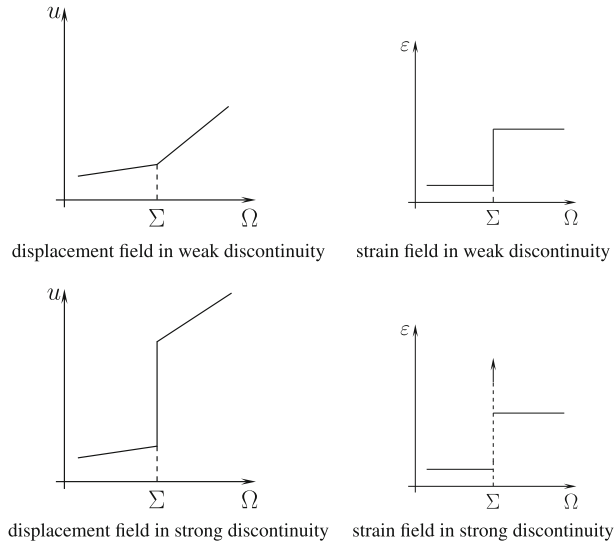 u
ε
Σ
Ω
Σ
Ω
displacement field in weak discontinuity
strain field in weak discontinuity
u
ε
Σ
Ω
Σ
Ω
displacement field in strong discontinuity
strain field in strong discontinuity